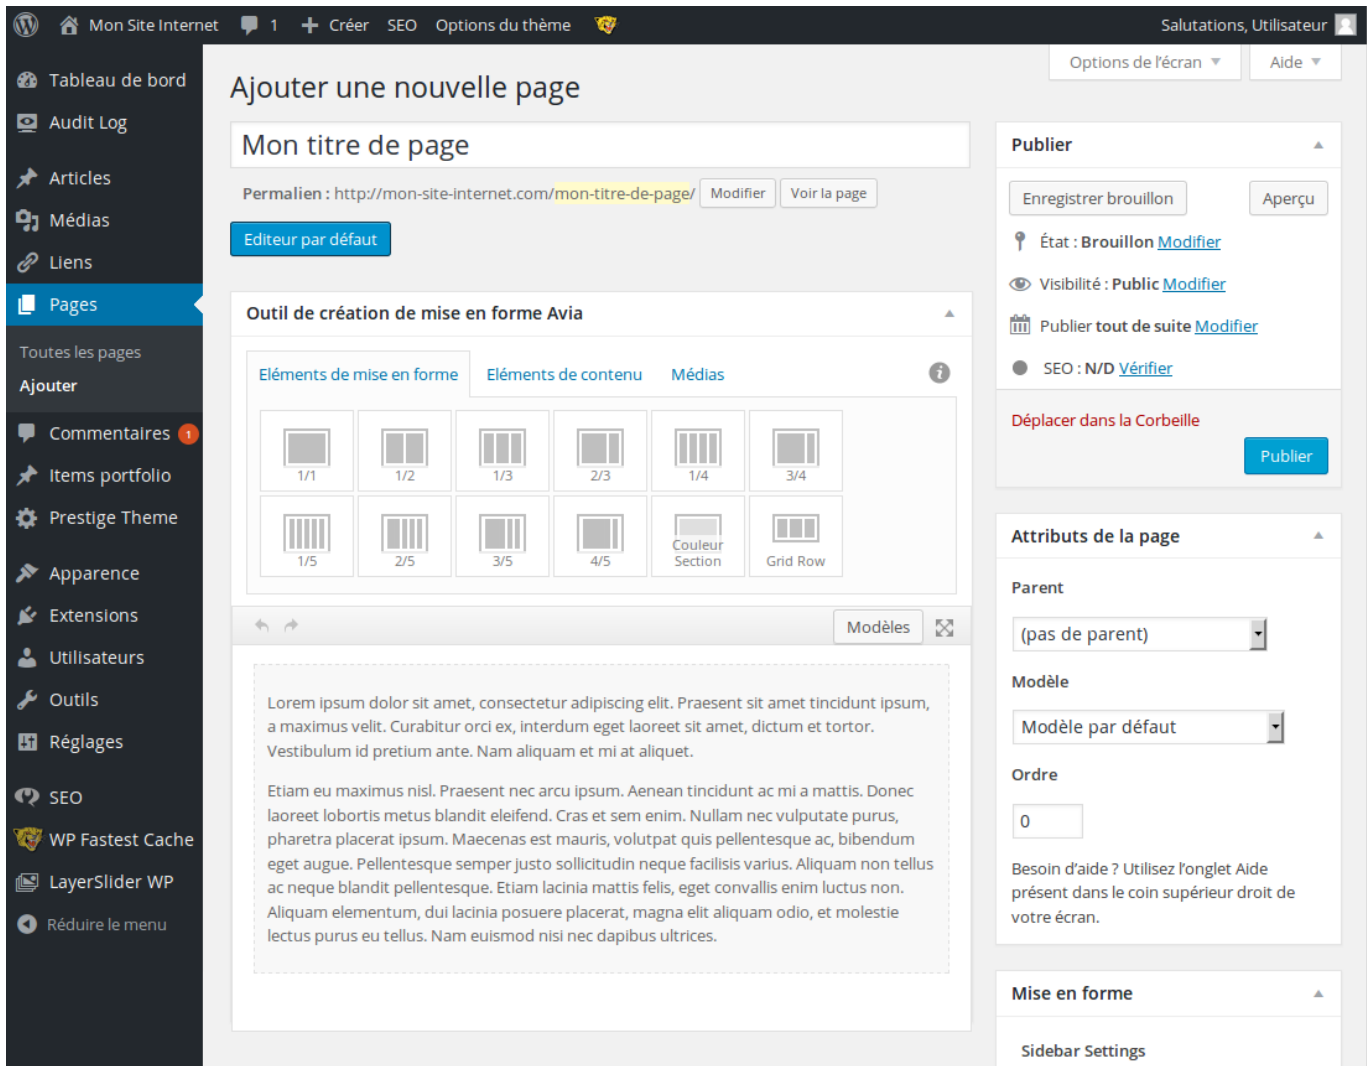 Mon Site Internet 1 Créer SEO Options du thème Salutations, Utilisateur
Tableau de bord
Audit Log
Articles
Médias
Liens
Pages
Toutes les pages
Ajouter
Commentaires 1
Items portfolio
Prestige Theme
Apparence
Extensions
Utilisateurs
Outils
Réglages
SEO
WP Fastest Cache
LayerSlider WP
Réduire le menu
Options de l'écran Aide
Ajouter une nouvelle page
Mon titre de page
Permalien : http://mon-site-internet.com/mon-titre-de-page/ Modifier Voir la page
Editeur par défaut
Outil de création de mise en forme Avia
Eléments de mise en forme Eléments de contenu Médias
1/1 1/2 1/3 2/3 1/4 3/4
1/5 2/5 3/5 4/5 Couleur Section Grid Row
Modèles
Lorem ipsum dolor sit amet, consectetur adipiscing elit. Praesent sit amet tincidunt ipsum,
a maximus velit. Curabitur orci ex, interdum eget laoreet sit amet, dictum et tortor.
Vestibulum id pretium ante. Nam aliquam et mi at aliquet.
Etiam eu maximus nisl. Praesent nec arcu ipsum. Aenean tincidunt ac mi a mattis. Donec
laoreet lobortis metus blandit eleifend. Cras et sem enim. Nullam nec vulputate purus,
pharetra placerat ipsum. Maecenas est mauris, volutpat quis pellentesque ac, bibendum
eget augue. Pellentesque semper justo sollicitudin neque facilisis varius. Aliquam non tellus
ac neque blandit pellentesque. Etiam lacinia mattis felis, eget convallis enim luctus non.
Aliquam elementum, dui lacinia posuere placerat, magna elit aliquam odio, et molestie
lectus purus eu tellus. Nam euismod nisi nec dapibus ultrices.
Publier
Enregistrer brouillon Aperçu
État : Brouillon Modifier
Visibilité : Public Modifier
Publier tout de suite Modifier
SEO : N/D Vérifier
Déplacer dans la Corbeille
Publier
Attributs de la page
Parent
(pas de parent)
Modèle
Modèle par défaut
Ordre
0
Besoin d'aide ? Utilisez l'onglet Aide
présent dans le coin supérieur droit de
votre écran.
Mise en forme
Sidebar Settings